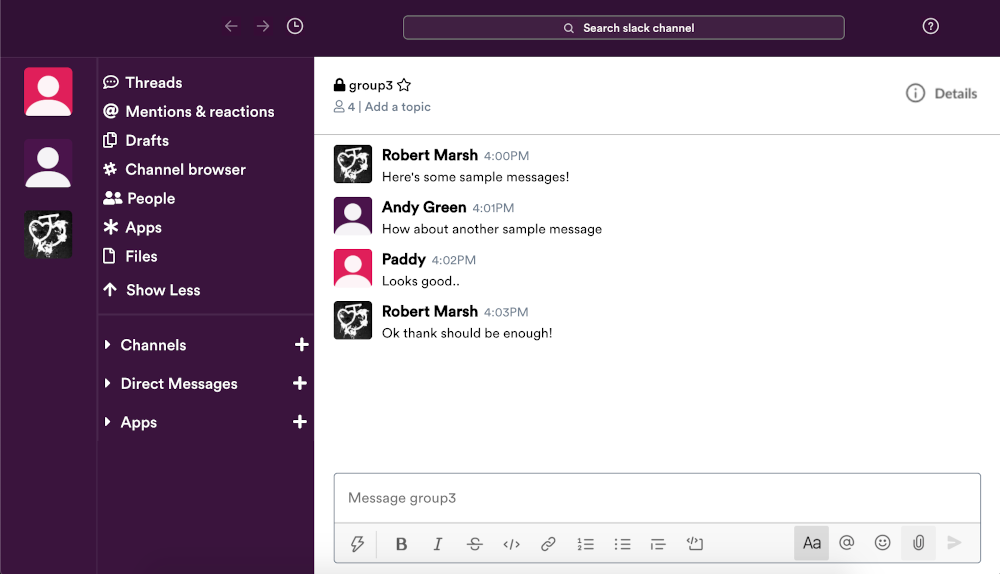 Search slack channel
Threads
Mentions & reactions
Drafts
Channel browser
People
Apps
Files
Show Less
Channels
Direct Messages
Apps
group3
4 | Add a topic
Details
Robert Marsh 4:00PM
Here's some sample messages!
Andy Green 4:01PM
How about another sample message
Paddy 4:02PM
Looks good..
Robert Marsh 4:03PM
Ok thank should be enough!
Message group3
B I S Aa @